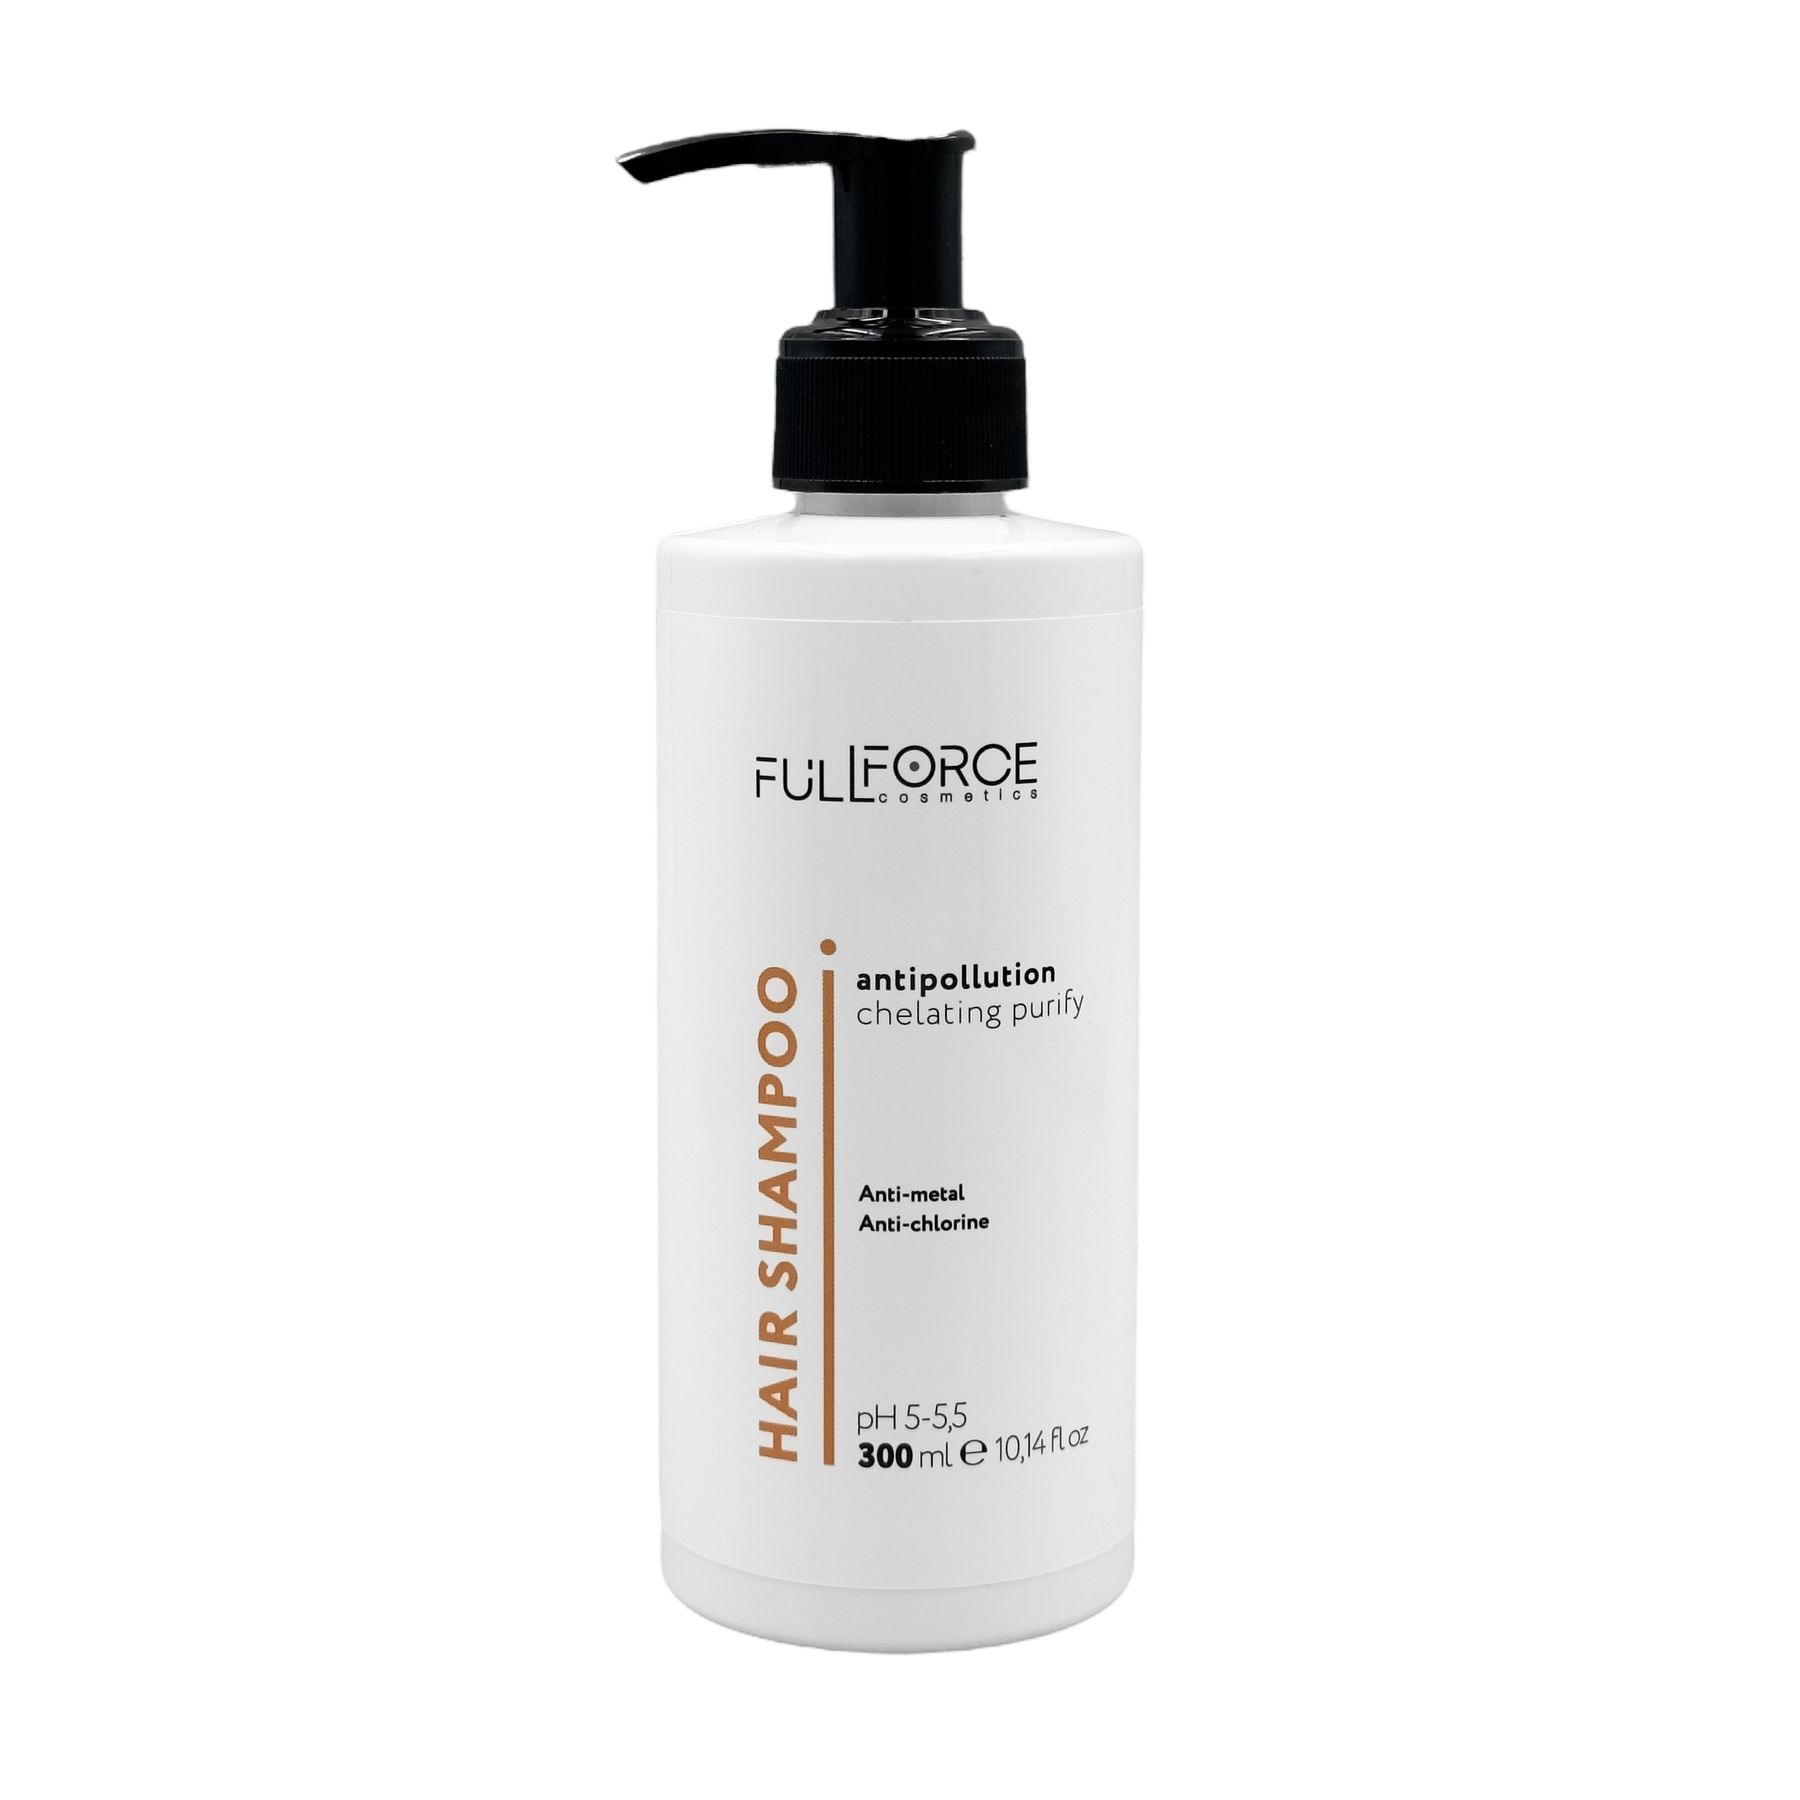 FULLFORCE
cosmetics
HAIR SHAMPOO
antipollution
chelating purify
Anti-metal
Anti-chlorine
pH 5-5,5
300 ml ℮ 10,14 fl oz